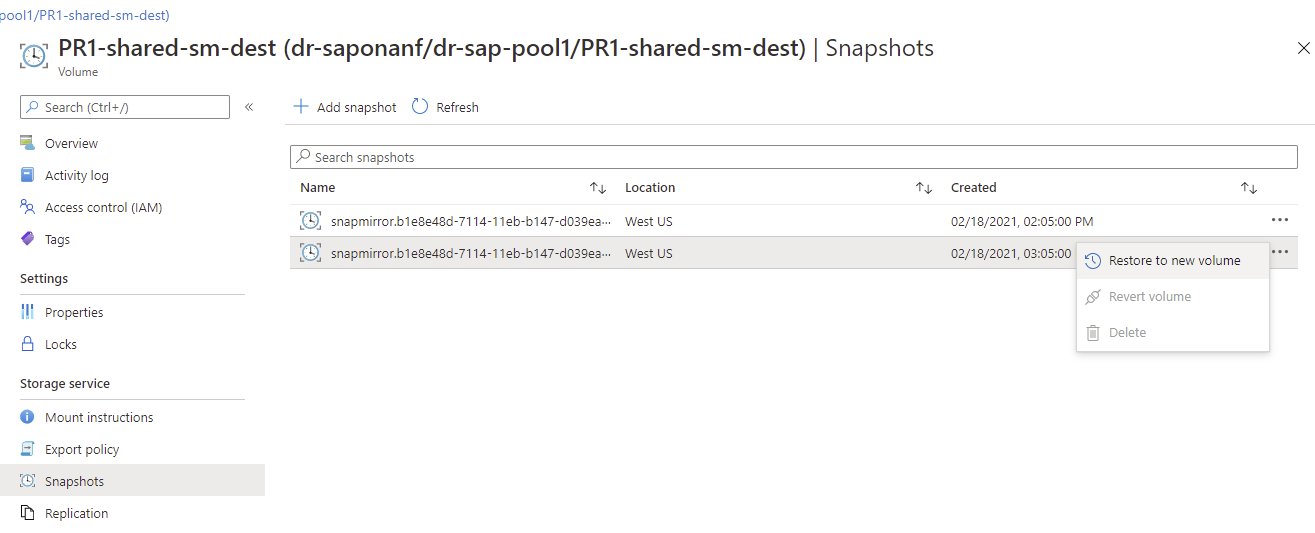 pool1/PR1-shared-sm-dest)
PR1-shared-sm-dest (dr-saponanf/dr-sap-pool1/PR1-shared-sm-dest) | Snapshots
Volume
Search (Ctrl+/)
«
Add snapshot
Refresh
Overview
Activity log
Access control (IAM)
Tags
Settings
Properties
Locks
Storage service
Mount instructions
Export policy
Snapshots
Replication
Search snapshots
Name Location Created
snapmirror.b1e8e48d-7114-11eb-b147-d039ea··· West US 02/18/2021, 02:05:00 PM
snapmirror.b1e8e48d-7114-11eb-b147-d039ea··· West US 02/18/2021, 03:05:00
Restore to new volume
Revert volume
Delete